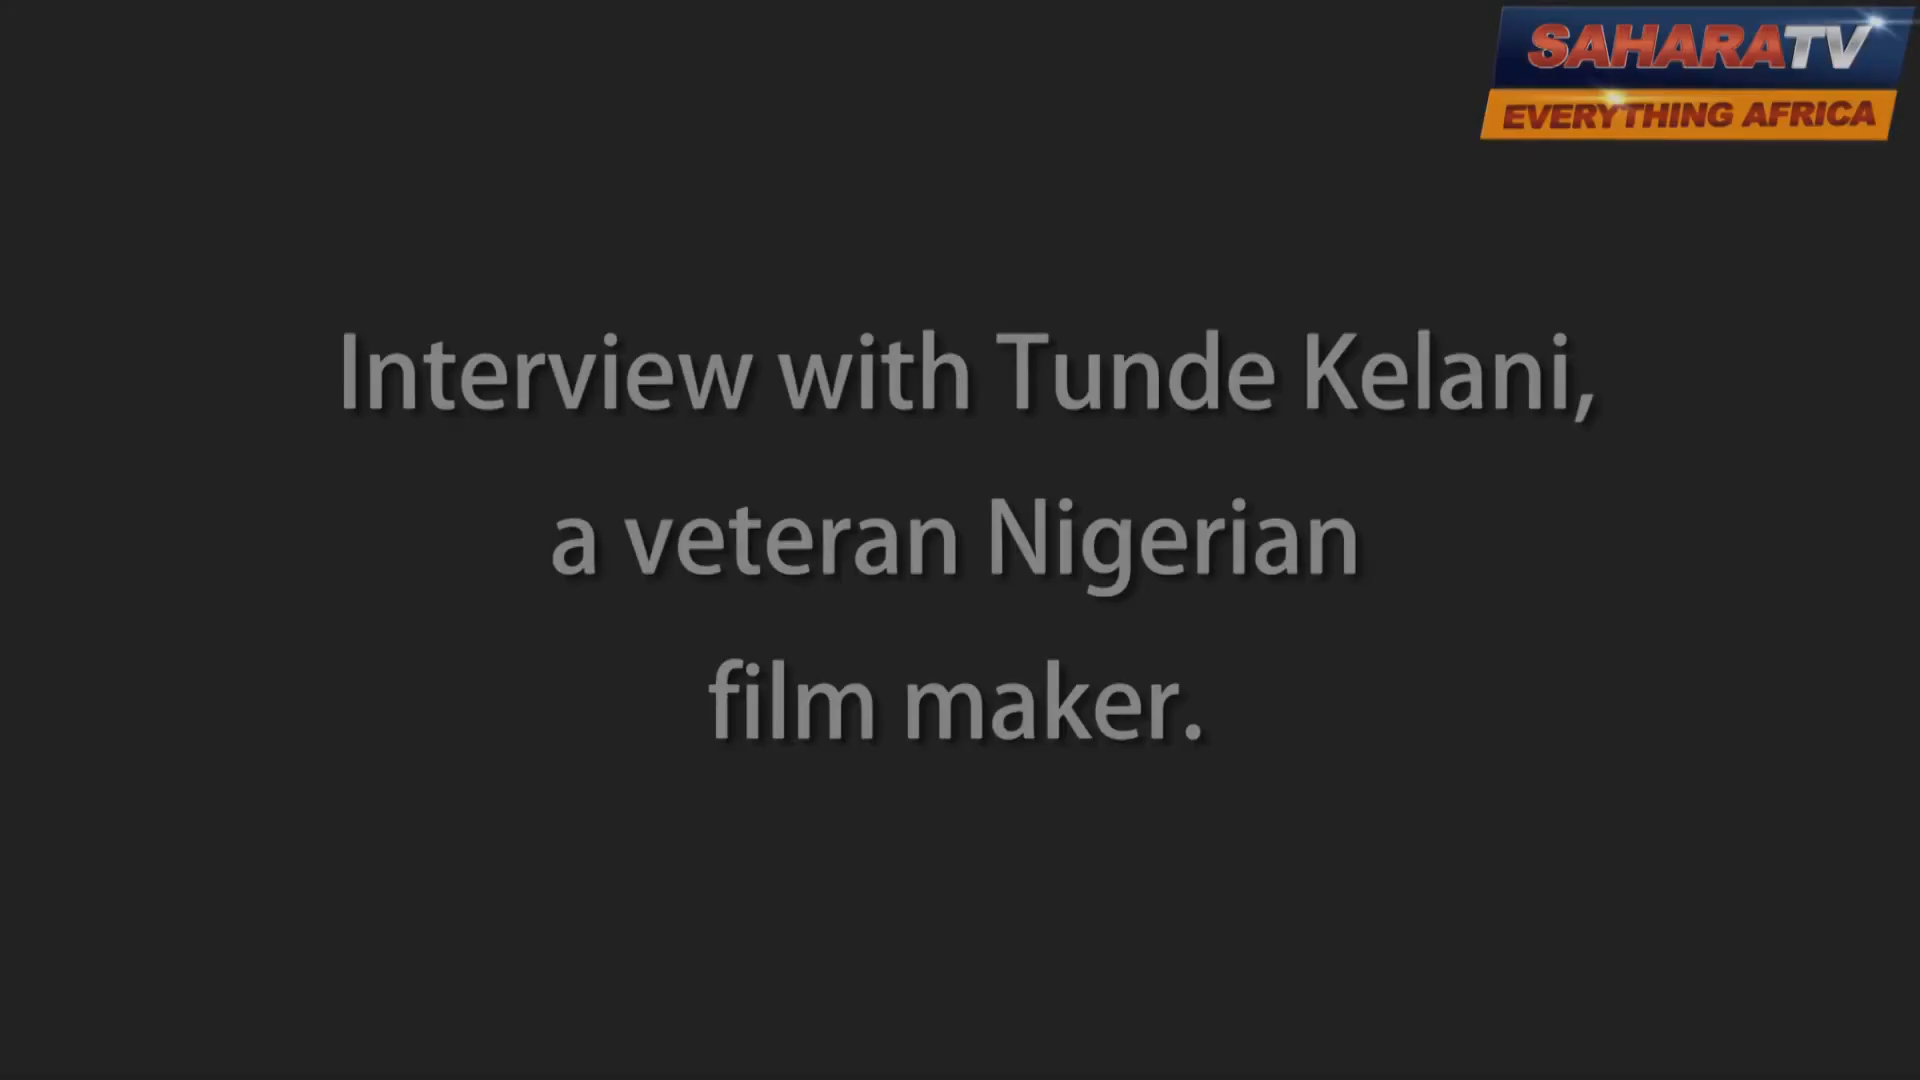 SAHARATV
EVERYTHING AFRICA
Interview with Tunde Kelani,
a veteran Nigerian
film maker.